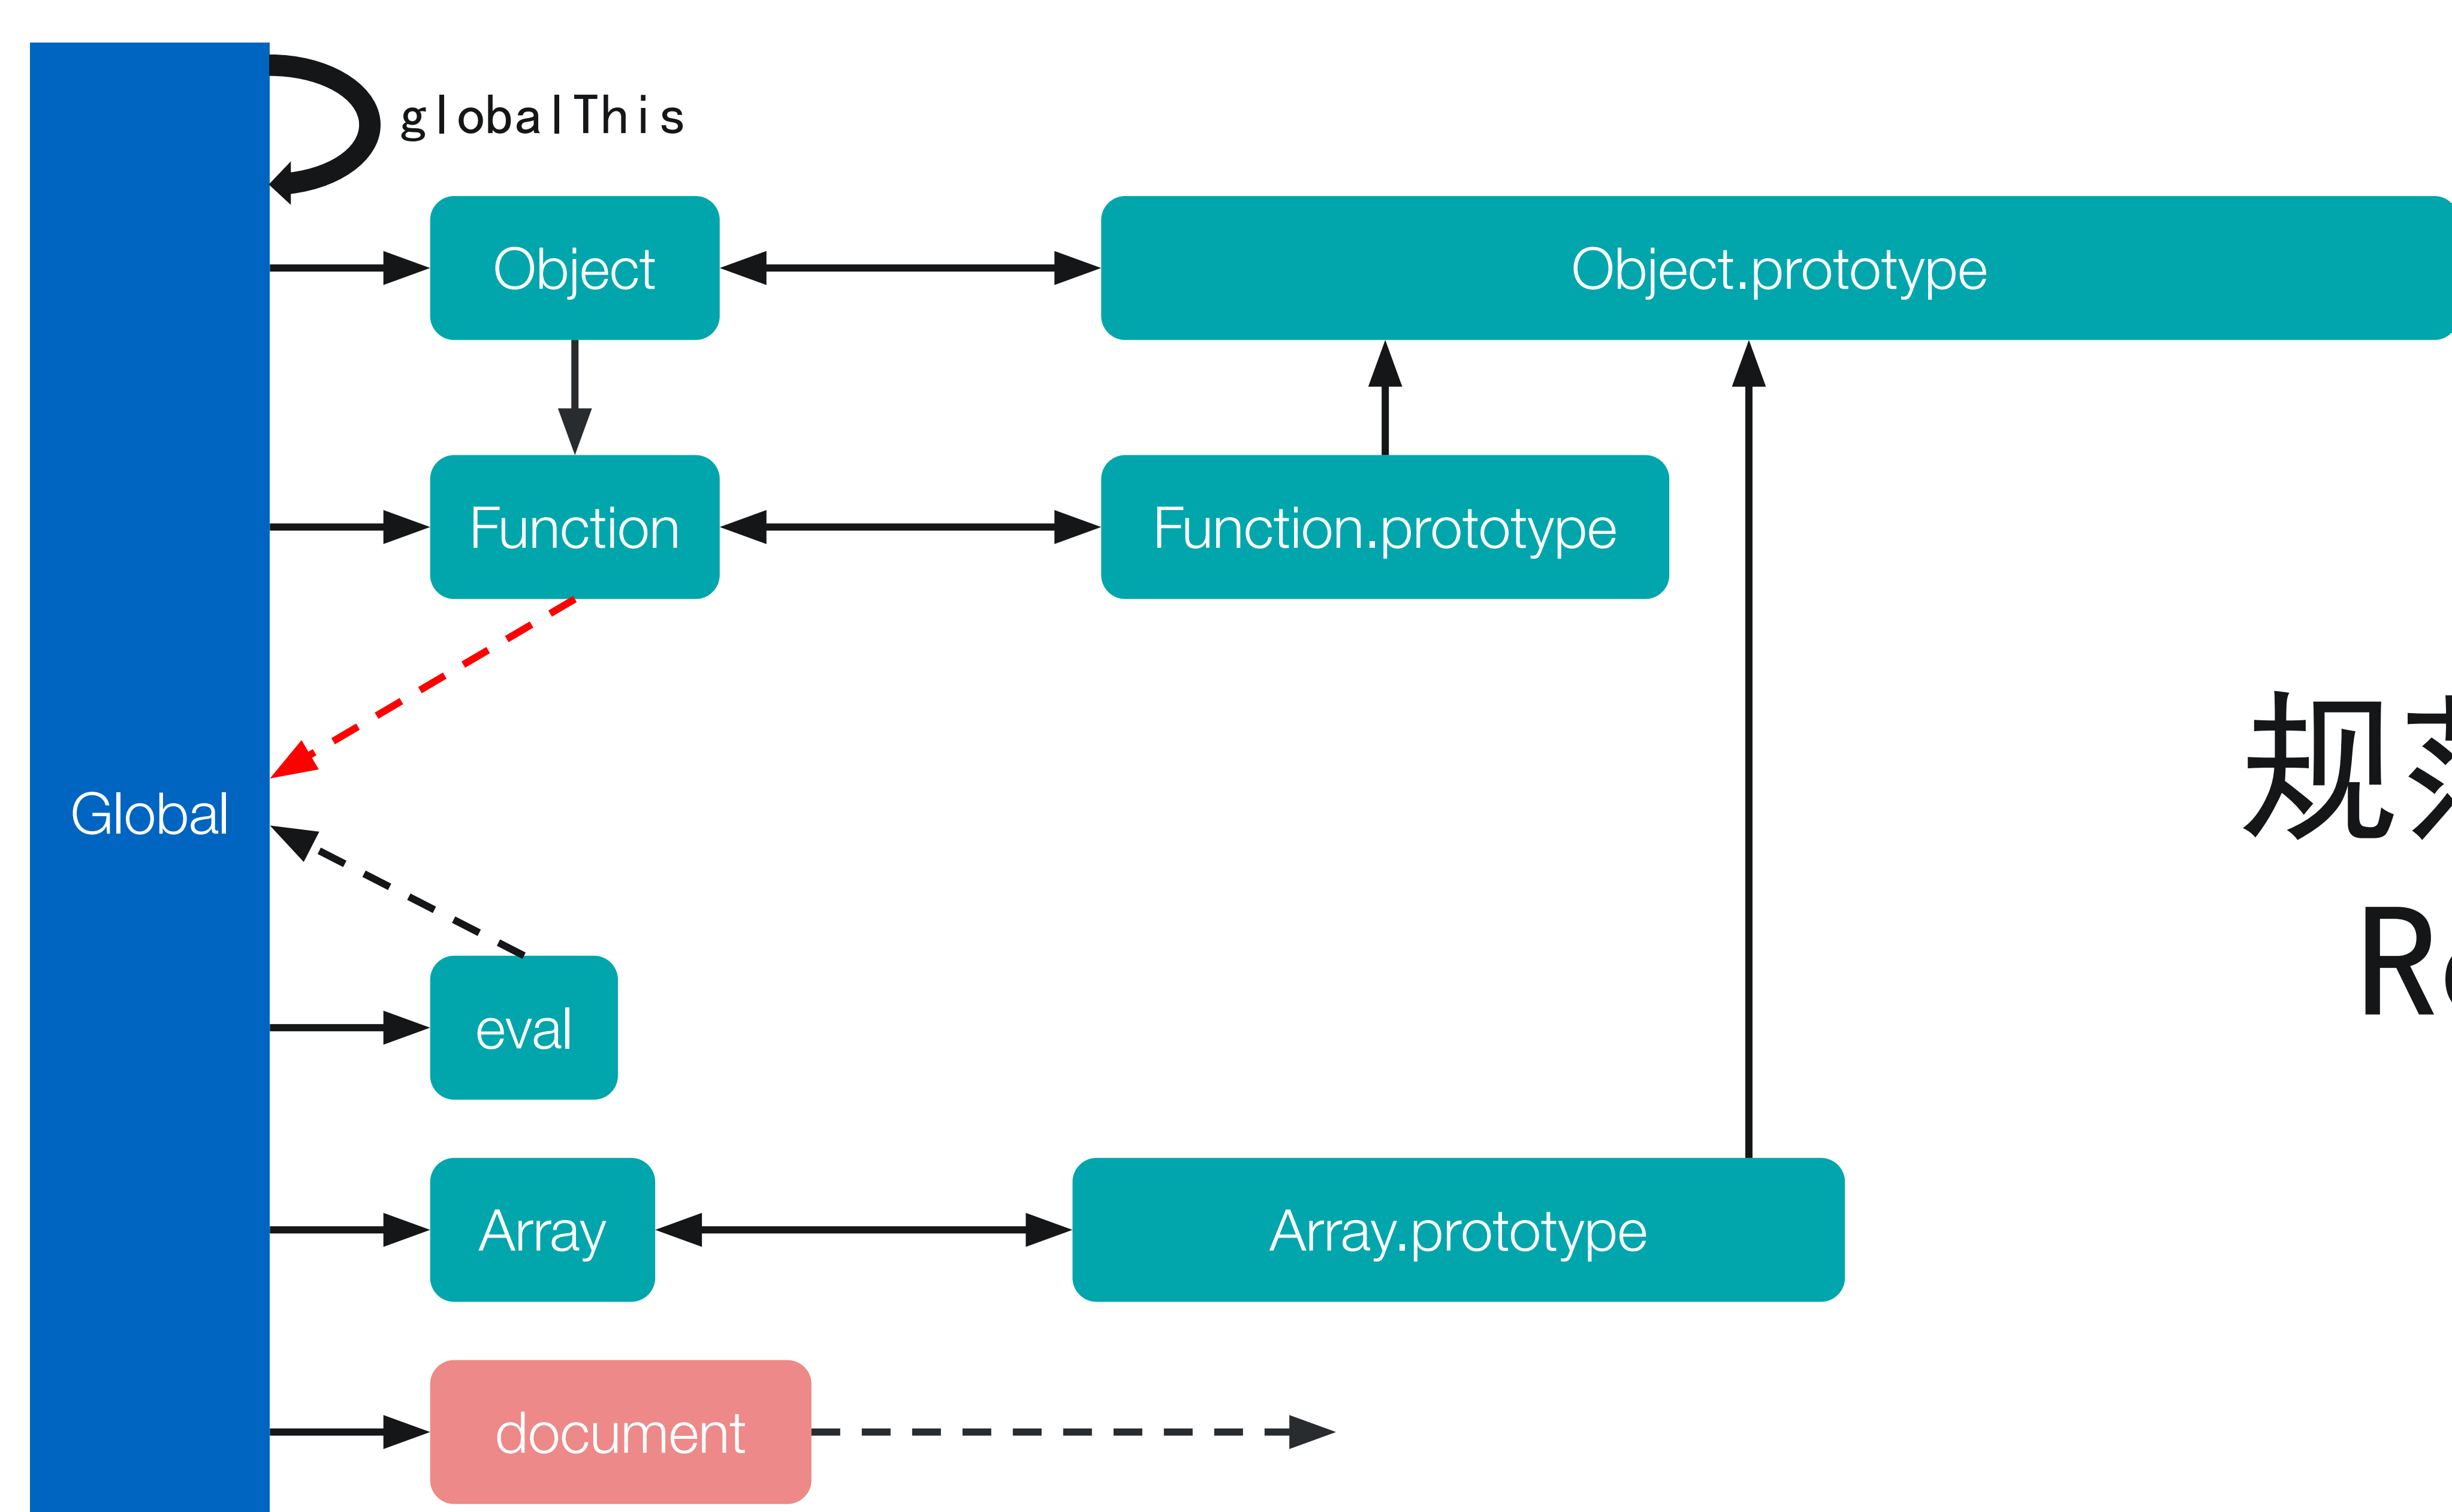 globalThis
Object
Object.prototype
Function
Function.prototype
Global
eval
Array
Array.prototype
document
规